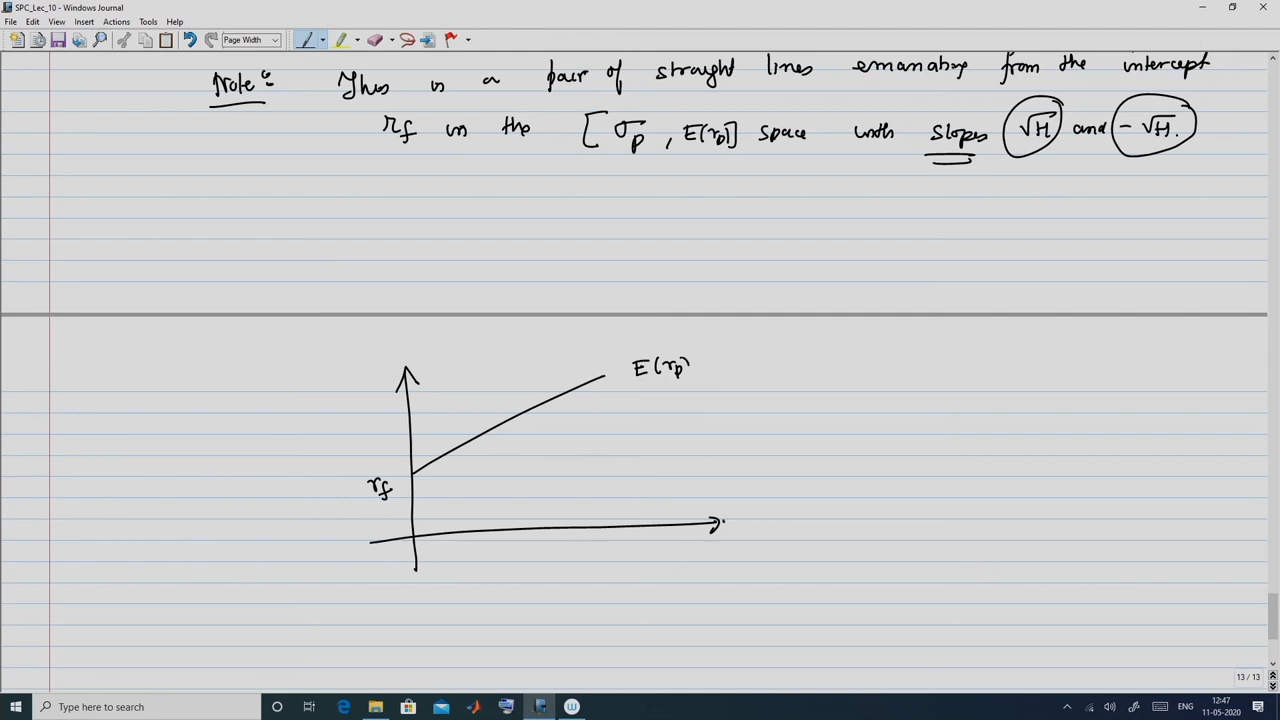 SPC_Lec_10 - Windows Journal
File Edit View Insert Actions Tools Help
Page Width
Note: This is a pair of straight lines emanating from the intercept
rf in the [σp, E(rp)] space with slopes √H and - √H.
E(rp)
rf
13 / 13
Type here to search
ENG
12:47
11-05-2020